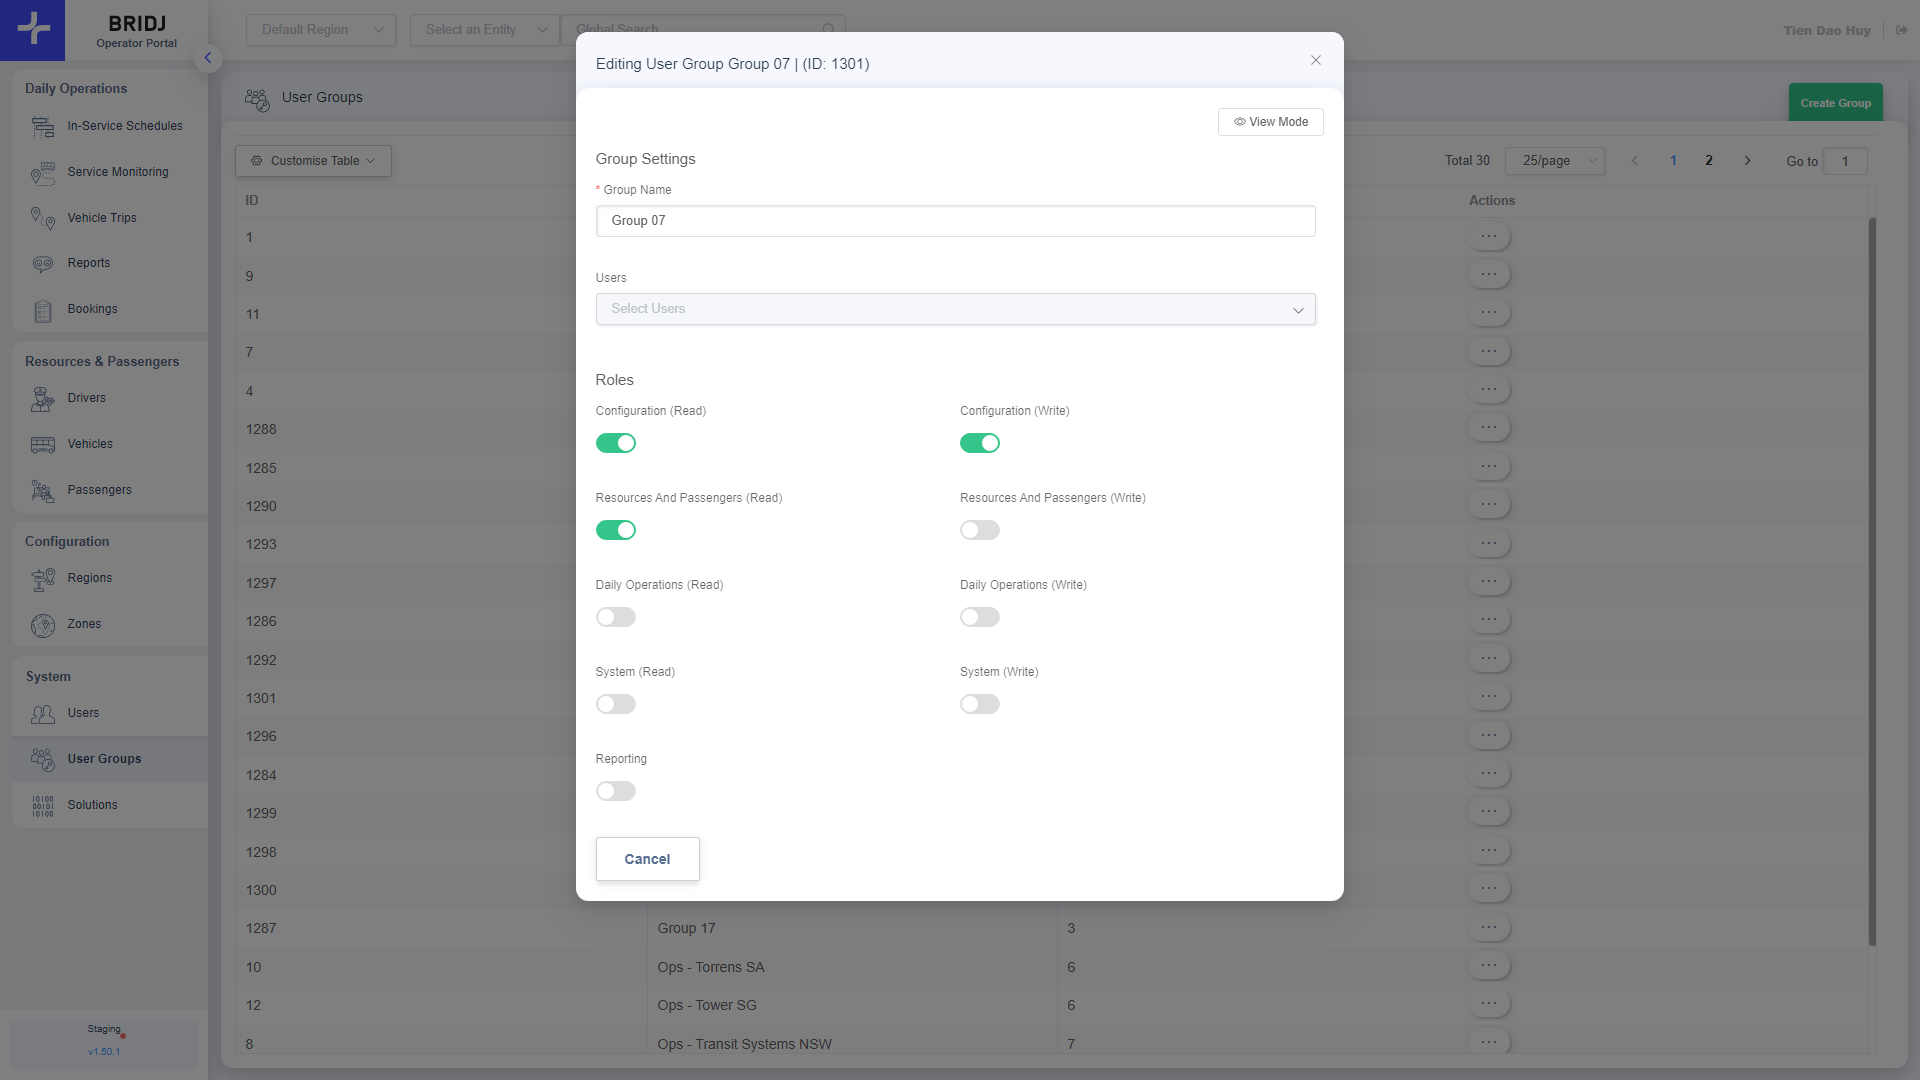 BRIDJ
Operator Portal
Default Region
Select an Entity
Global Search
Tien Dao Huy
Daily Operations
In-Service Schedules
Service Monitoring
Vehicle Trips
Reports
Bookings
Resources & Passengers
Drivers
Vehicles
Passengers
Configuration
Regions
Zones
System
Users
User Groups
Solutions
Staging
v1.50.1
User Groups
Create Group
Customise Table
Total 30
25/page
1
2
Go to
1
ID
Actions
1
9
11
7
4
1288
1285
1290
1293
1297
1286
1292
1301
1296
1284
1299
1298
1300
1287 Group 17 3
10 Ops - Torrens SA 6
12 Ops - Tower SG 6
8 Ops - Transit Systems NSW 7
Editing User Group Group 07 | (ID: 1301)
View Mode
Group Settings
* Group Name
Group 07
Users
Select Users
Roles
Configuration (Read)
Configuration (Write)
Resources And Passengers (Read)
Resources And Passengers (Write)
Daily Operations (Read)
Daily Operations (Write)
System (Read)
System (Write)
Reporting
Cancel